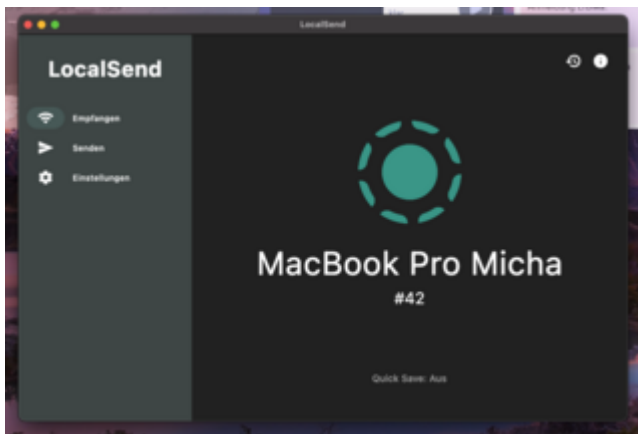 LocalSend
LocalSend
Empfangen
Senden
Einstellungen
MacBook Pro Micha
#42
Quick Save: Aus